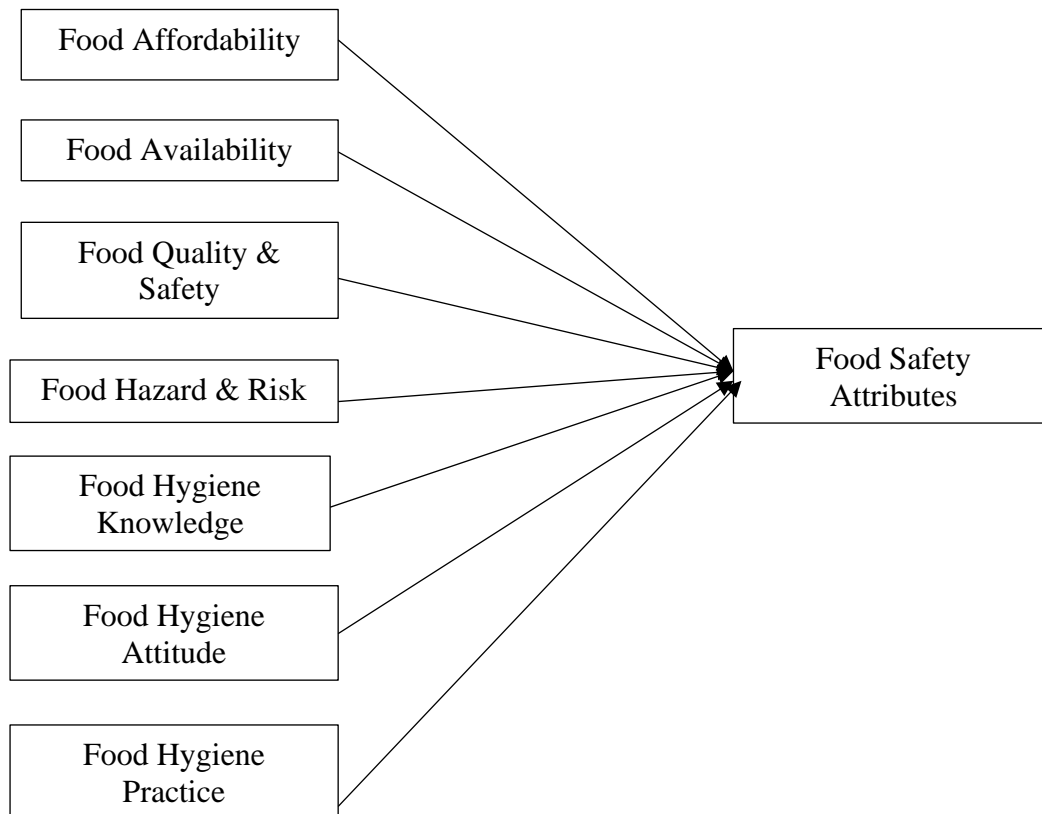 Food Affordability
Food Availability
Food Quality &
Safety
Food Hazard & Risk
Food Safety
Attributes
Food Hygiene
Knowledge
Food Hygiene
Attitude
Food Hygiene
Practice